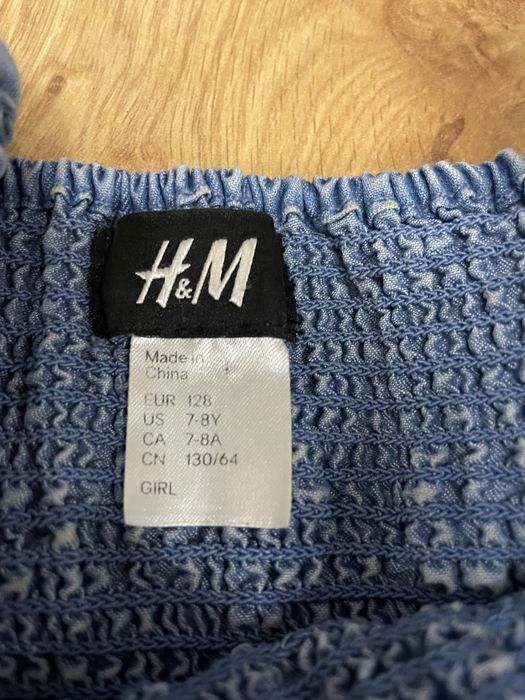 H&M
Made in
China
EUR 128
US 7-8Y
CA 7-8A
CN 130/64
GIRL